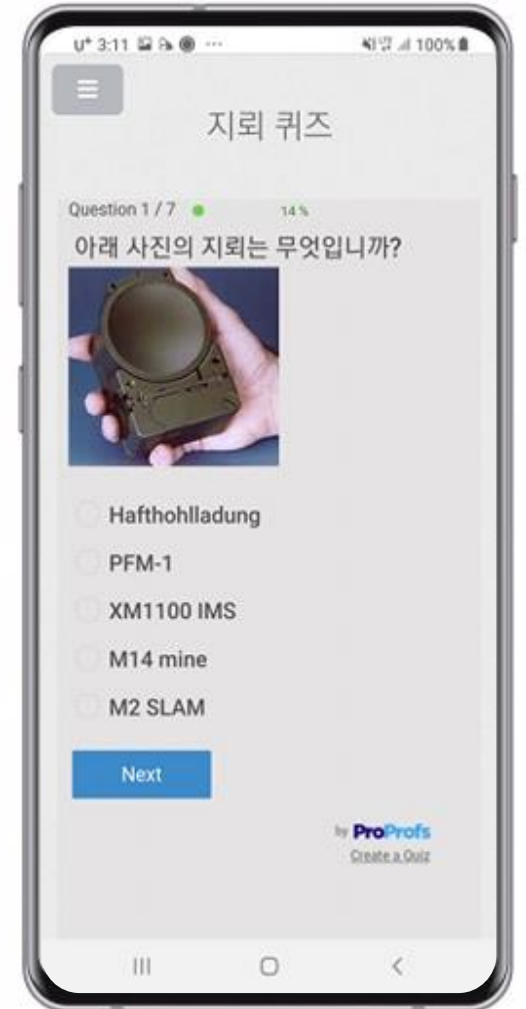 U+ 3:11 ... 100%
지뢰 퀴즈
Question 1 / 7 14 %
아래 사진의 지뢰는 무엇입니까?
Hafthohlladung
PFM-1
XM1100 IMS
M14 mine
M2 SLAM
Next
by ProProfs
Create a Quiz